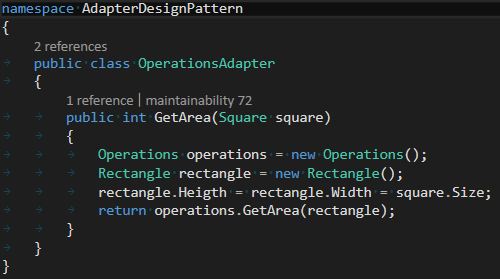 namespace AdapterDesignPattern
{
2 references
public class OperationsAdapter
{
1 reference | maintainability 72
public int GetArea(Square square)
{
Operations operations = new Operations();
Rectangle rectangle = new Rectangle();
rectangle.Heigth = rectangle.Width = square.Size;
return operations.GetArea(rectangle);
}
}
}